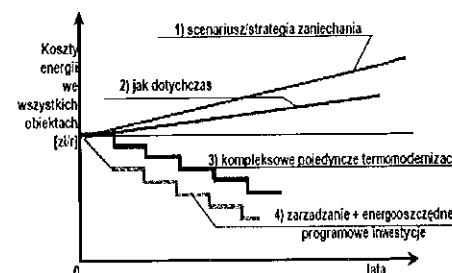 1) scenariusz/strategia zaniechania
Koszty
energii
we
wszystkich
obiektach
[zł/r]
2) jak dotychczas
3) kompleksowe pojedyncze termomodernizac
4) zarzadzanie + energooszczędne
programowe inwestycje
0
lata